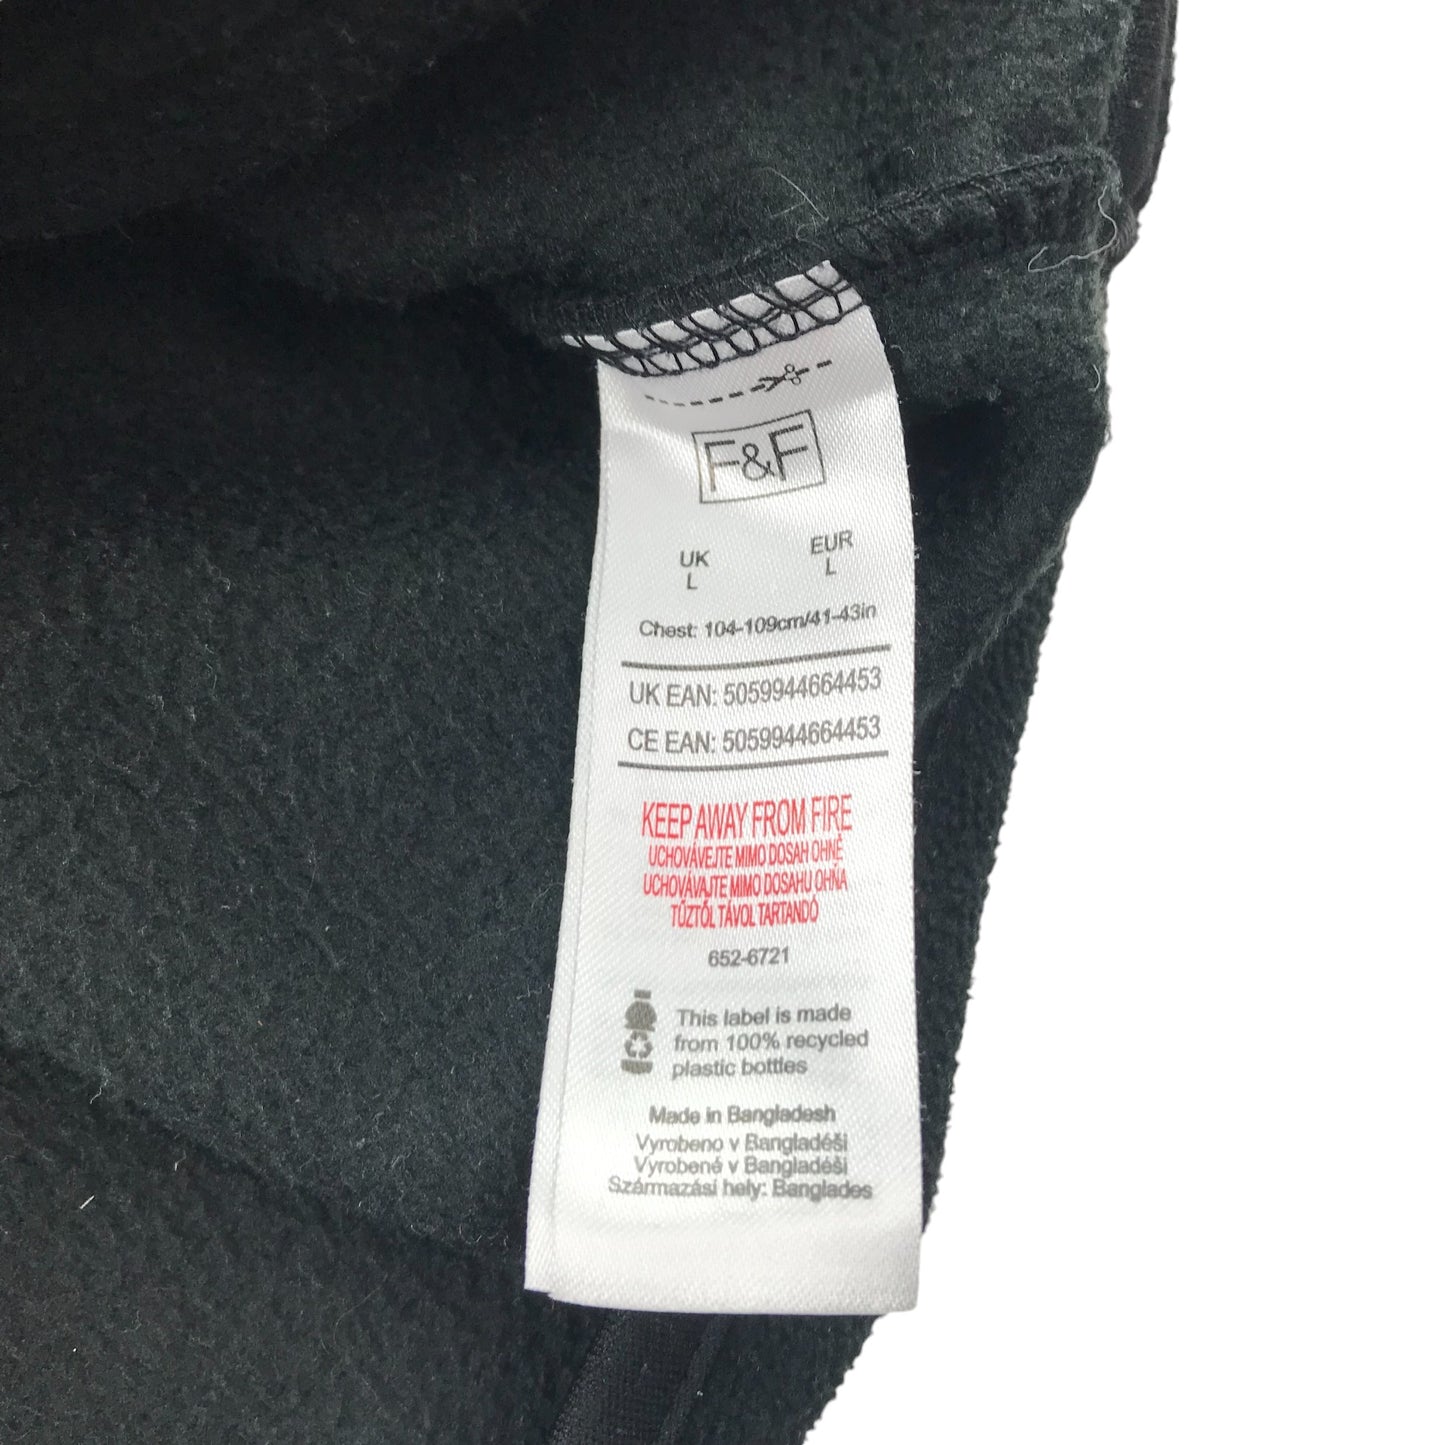 F&F
UK EUR
L L
Chest: 104-109cm/41-43in
UK EAN: 5059944664453
CE EAN: 5059944664453
KEEP AWAY FROM FIRE
UCHOVÁVEJTE MIMO DOSAH OHNĚ
UCHOVÁVAJTE MIMO DOSAHU OHŇA
TŰZTŐL TÁVOL TARTANDÓ
652-6721
This label is made
from 100% recycled
plastic bottles
Made in Bangladesh
Vyrobeno v Bangladéši
Vyrobené v Bangladéši
Származási hely: Banglades